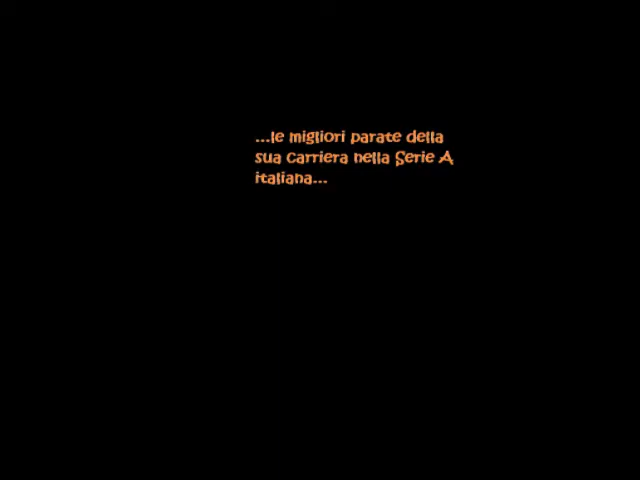 ...le migliori parate della
sua carriera nella Serie A
italiana...